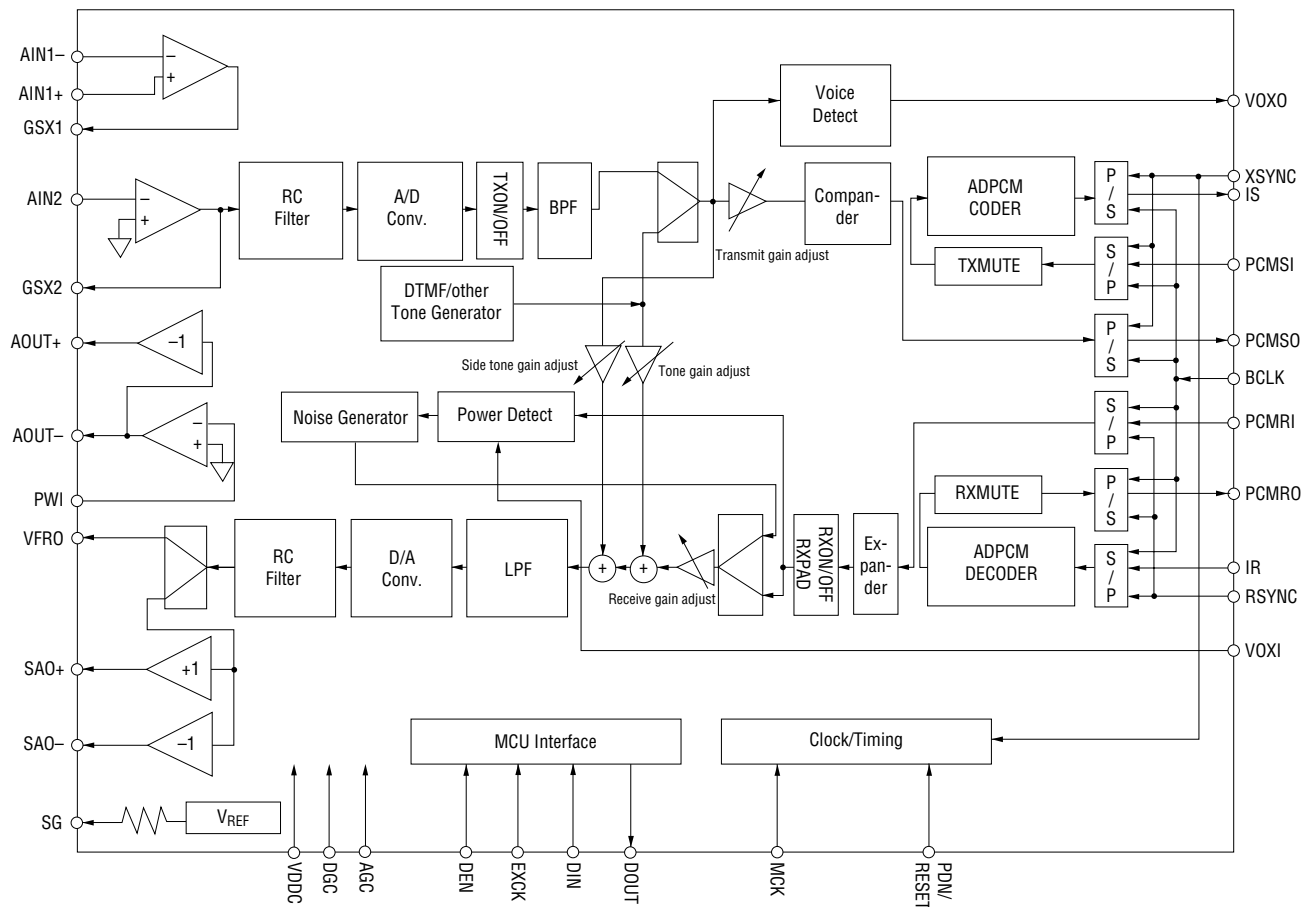 AIN1–
AIN1+
GSX1
AIN2
GSX2
AOUT+
AOUT–
PWI
VFRO
SAO+
SAO–
SG
–
+
–
+
RC
Filter
A/D
Conv.
TXON/OFF
BPF
Voice
Detect
Transmit gain adjust
Compan-
der
ADPCM
CODER
P
/
S
TXMUTE
S
/
P
P
/
S
DTMF/other
Tone Generator
–1
Side tone gain adjust
Tone gain adjust
Noise Generator
Power Detect
–
+
S
/
P
RXMUTE
P
/
S
RC
Filter
D/A
Conv.
LPF
+
+
Receive gain adjust
RXON/OFF
RXPAD
Ex-
pan-
der
ADPCM
DECODER
S
/
P
+1
–1
MCU Interface
Clock/Timing
VREF
VOXO
XSYNC
IS
PCMSI
PCMSO
BCLK
PCMRI
PCMRO
IR
RSYNC
VOXI
VDDC
DGC
AGC
DEN
EXCK
DIN
DOUT
MCK
PDN/
RESET